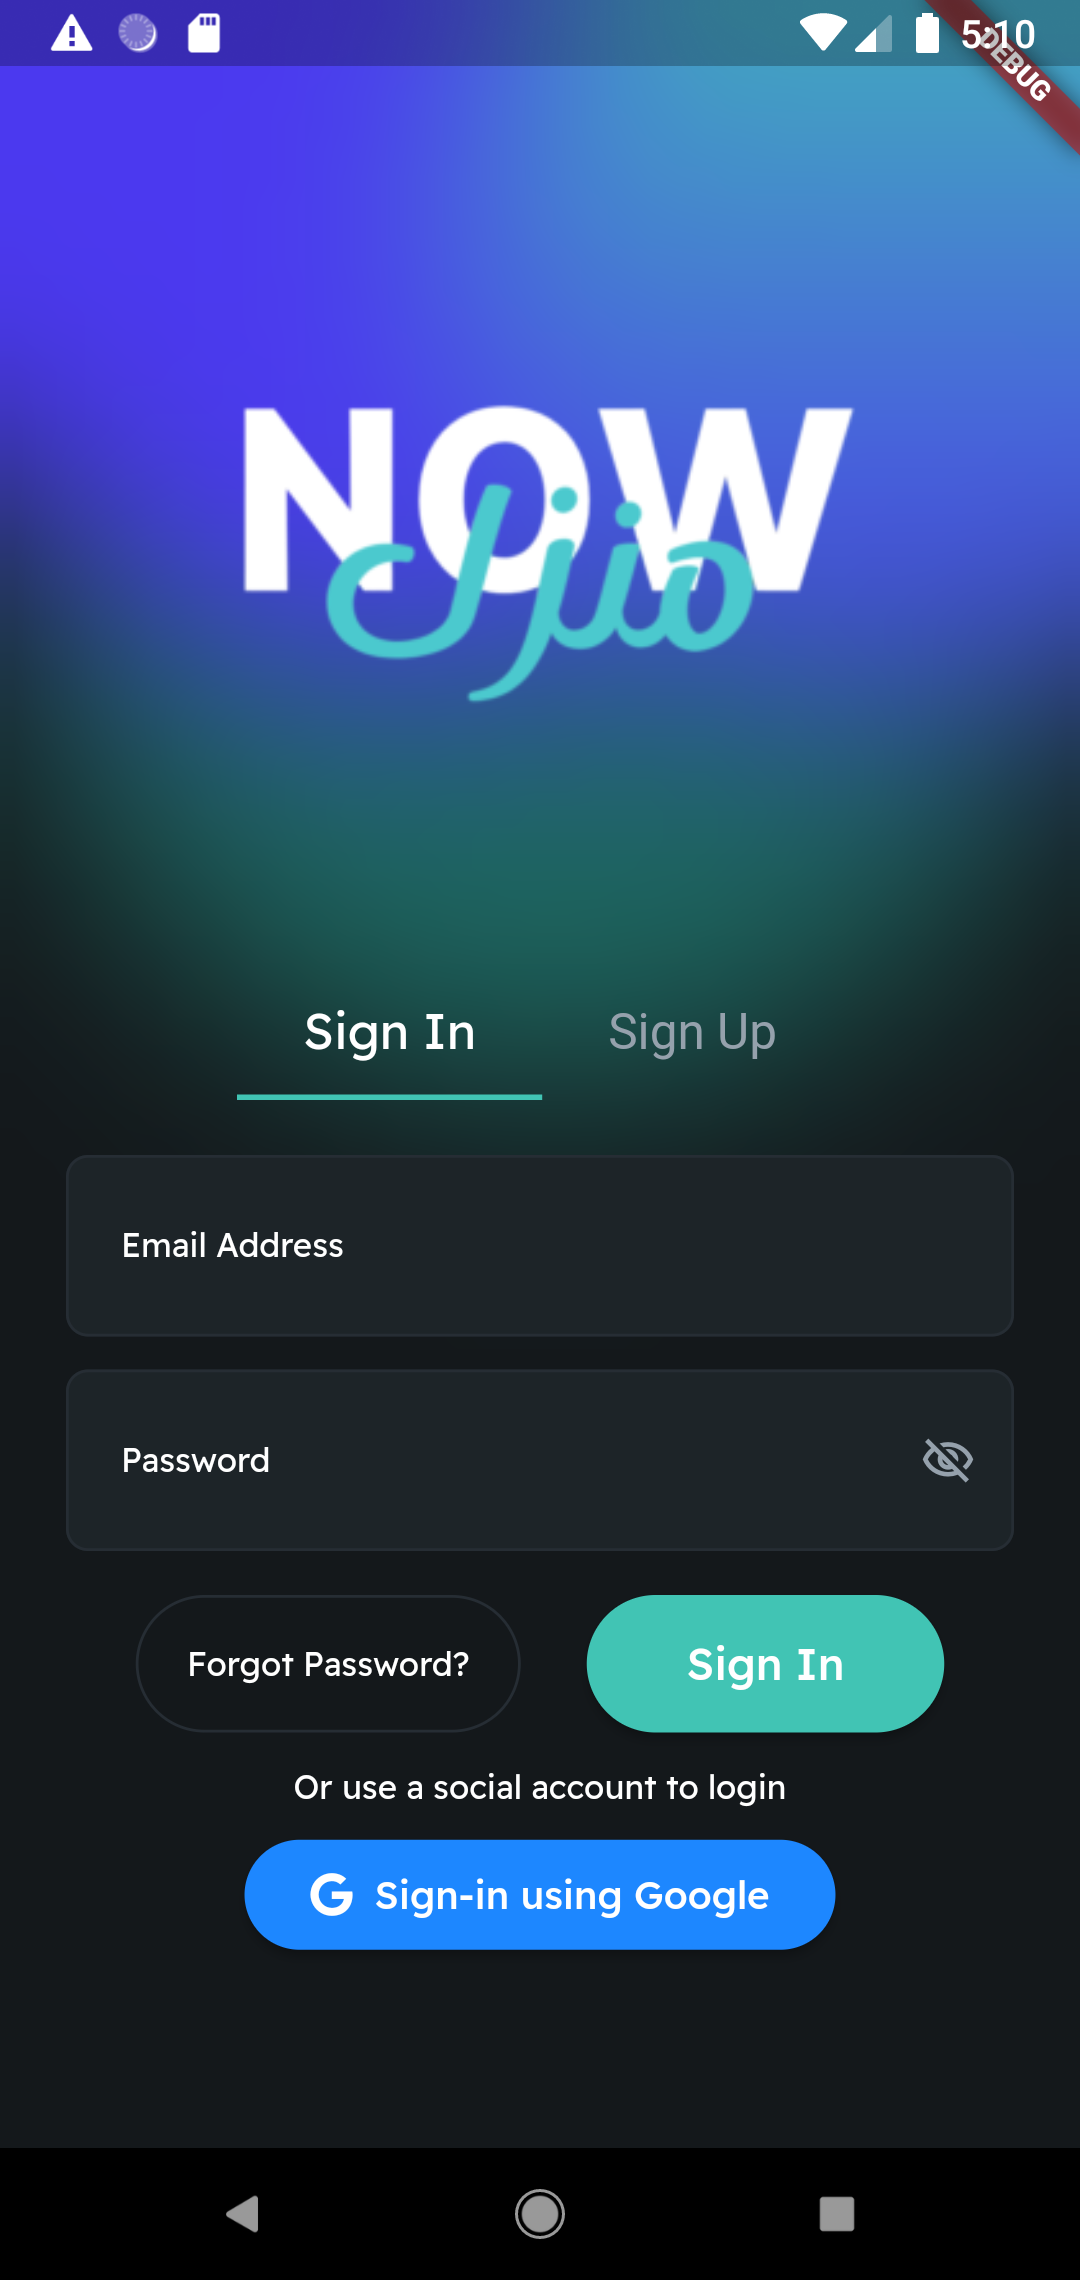 5:10
DEBUG
NOW
Jio
Sign In
Sign Up
Email Address
Password
Forgot Password?
Sign In
Or use a social account to login
G Sign-in using Google